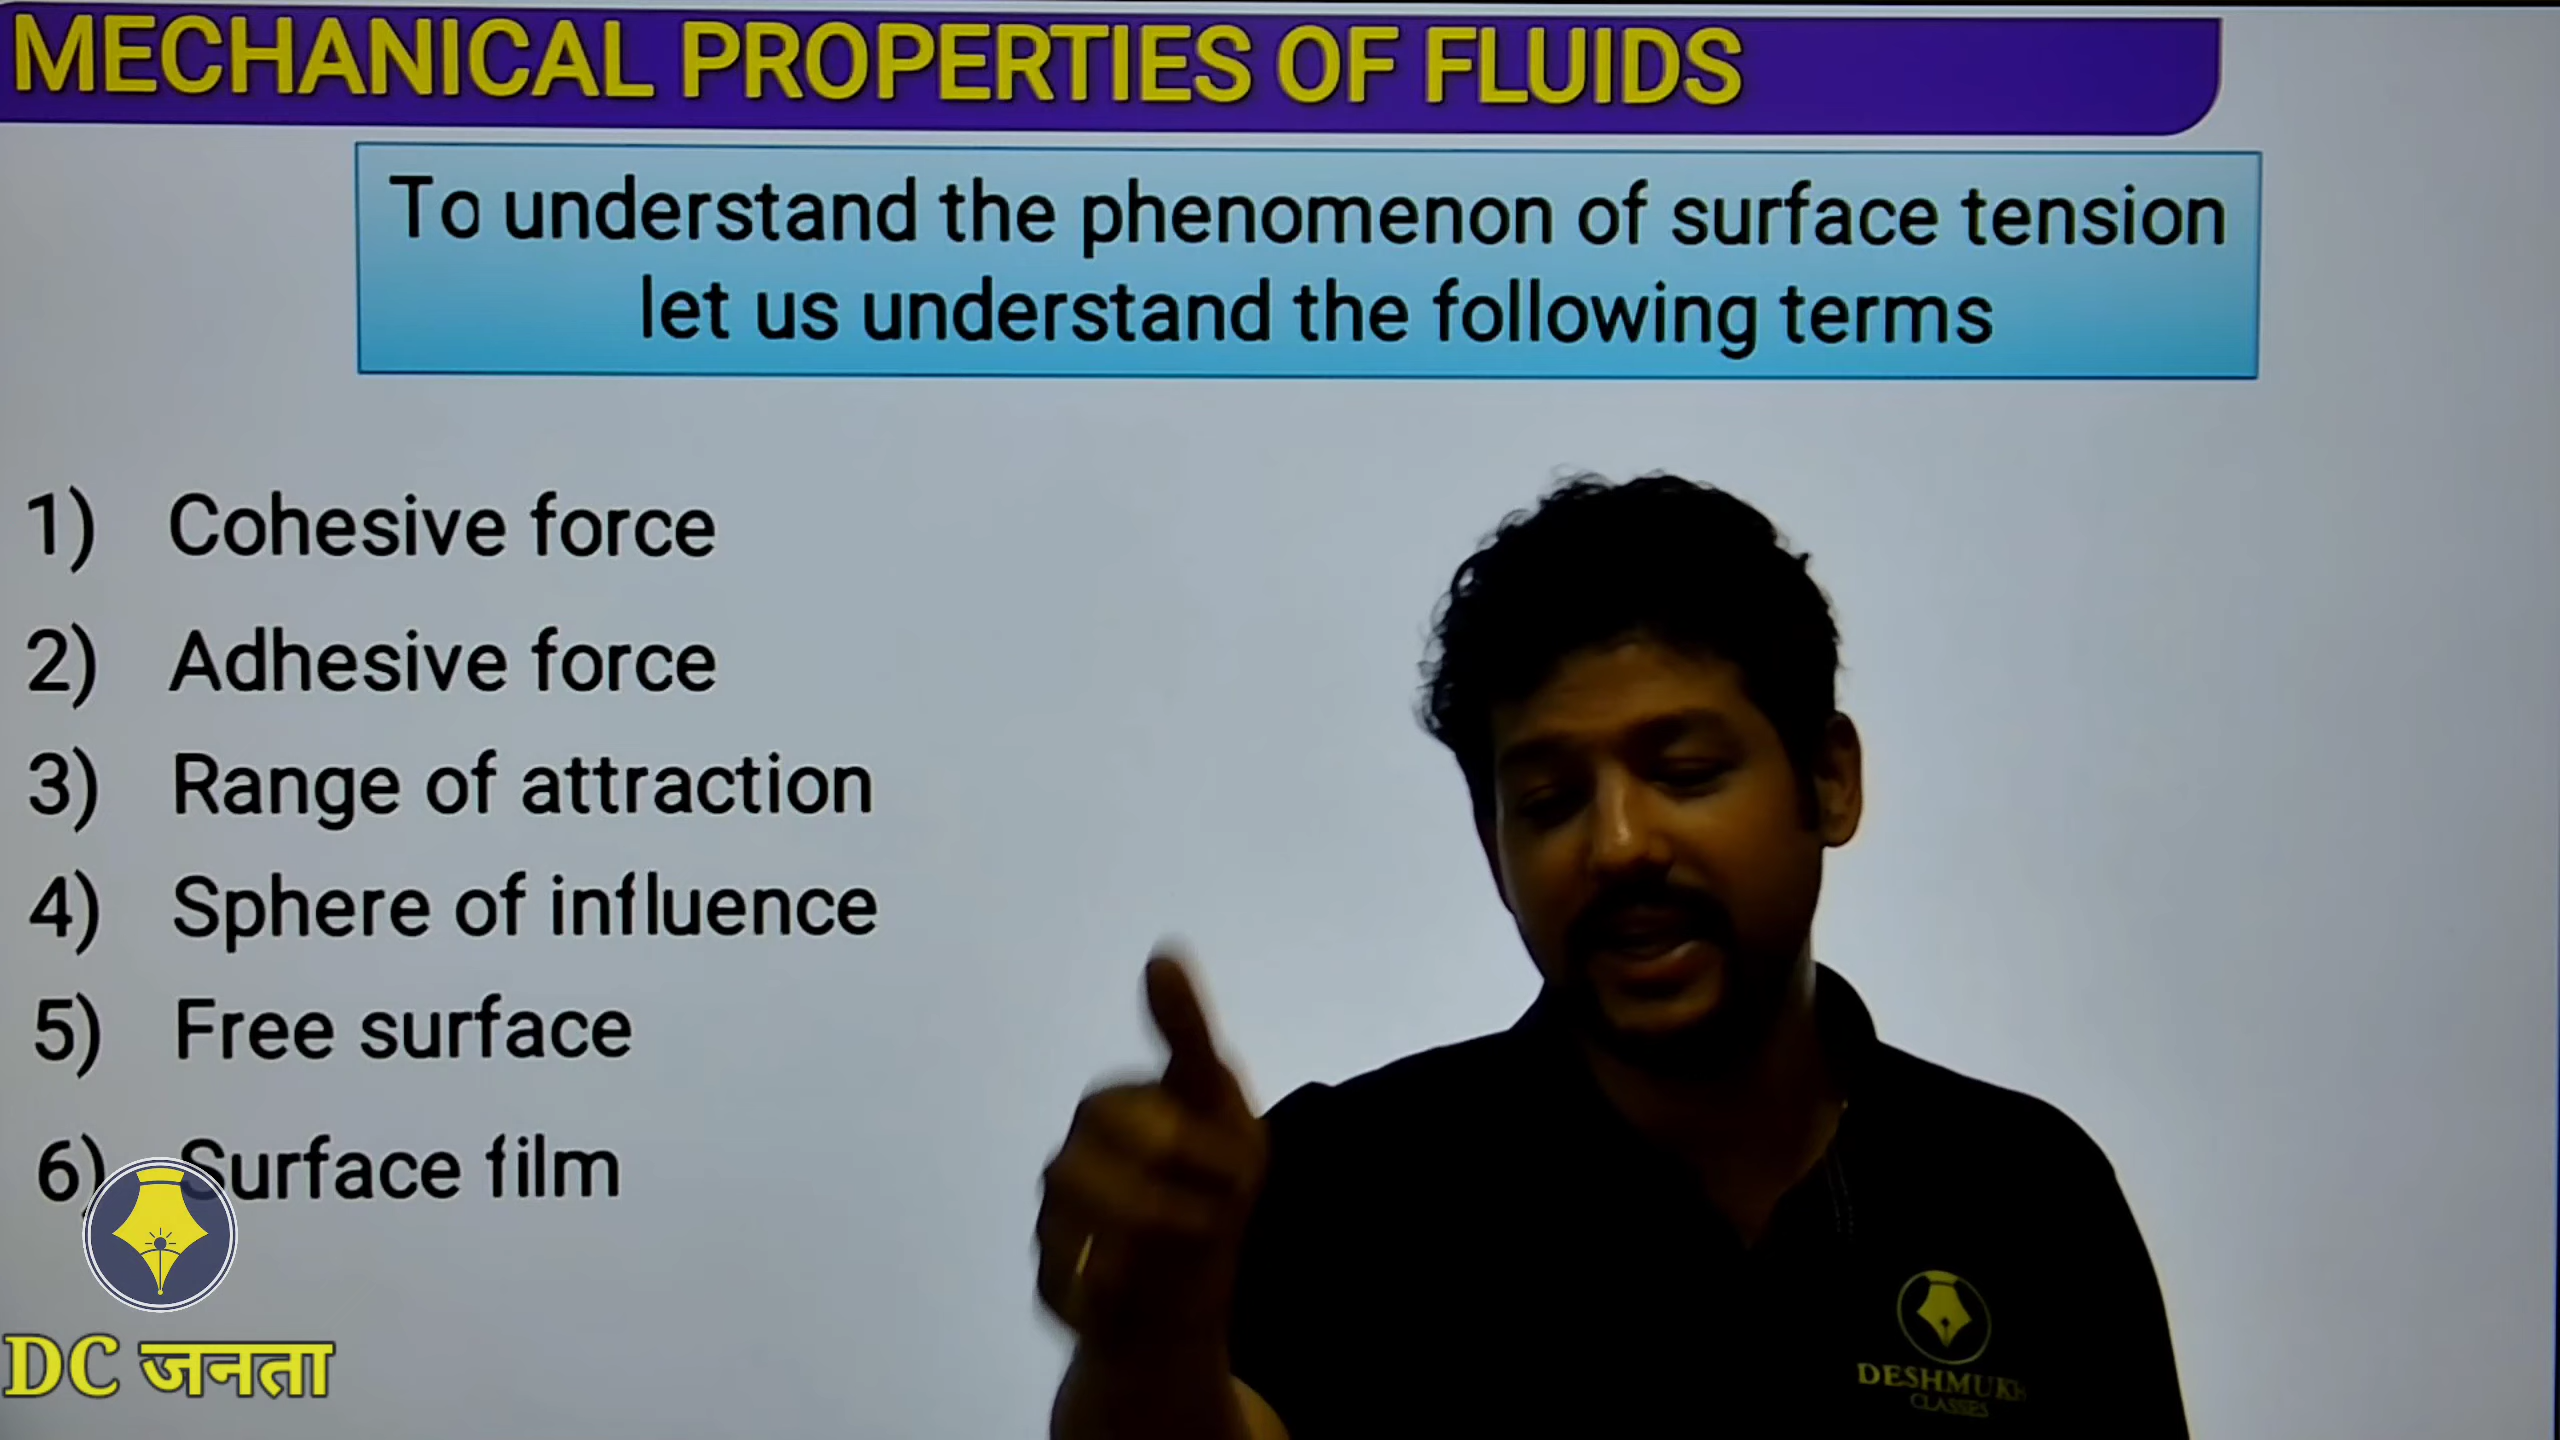 MECHANICAL PROPERTIES OF FLUIDS
To understand the phenomenon of surface tension
let us understand the following terms
1) Cohesive force
2) Adhesive force
3) Range of attraction
4) Sphere of influence
5) Free surface
6) Surface film
DC जनता
DESHMUKH
CLASSES